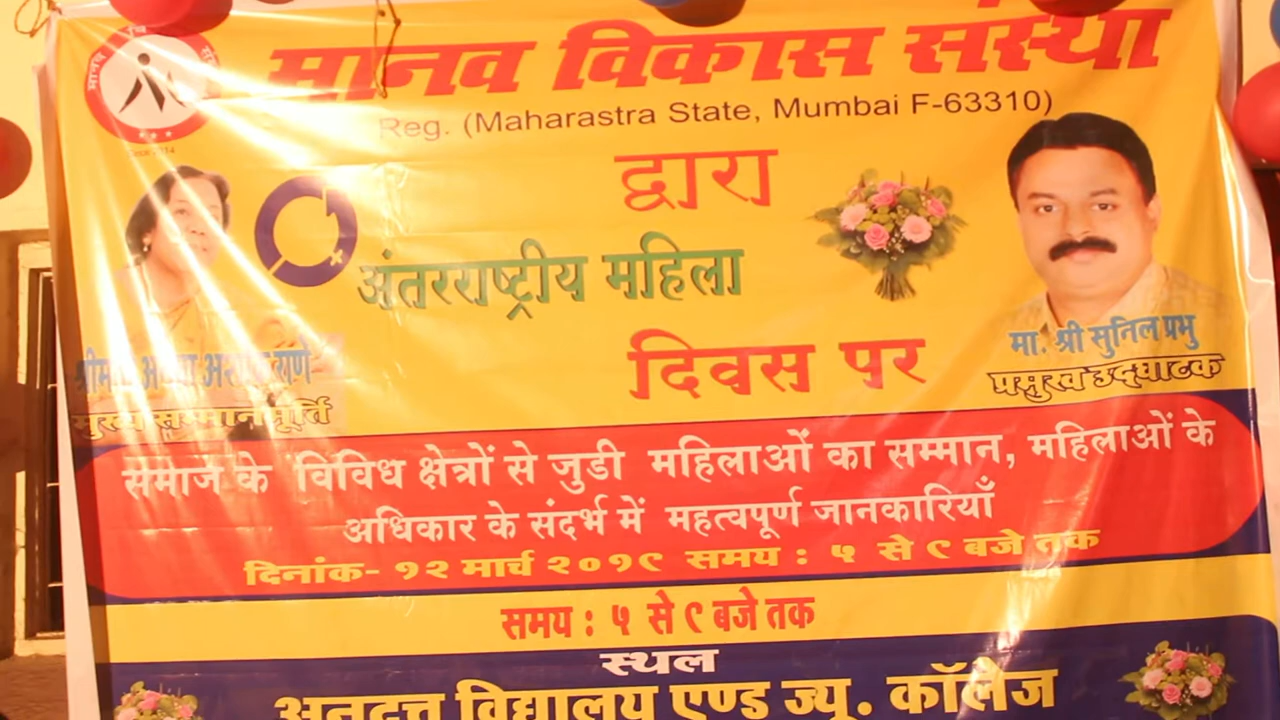 मानव विकास संस्था
Reg. (Maharastra State, Mumbai F-63310)
द्वारा
अंतरराष्ट्रीय महिला
दिवस पर
मा. श्री सुनिल प्रभु
प्रमुख उद्घाटक
राणे
मुख्य सम्मानमूर्ति
समाज के विविध क्षेत्रों से जुडी महिलाओं का सम्मान, महिलाओं के
अधिकार के संदर्भ में महत्वपूर्ण जानकारियाँ
दिनांक- १२ मार्च २०१९ समय : ५ से ९ बजे तक
समय : ५ से ९ बजे तक
स्थल
विद्यालय एण्ड ज्यू. कॉलेज